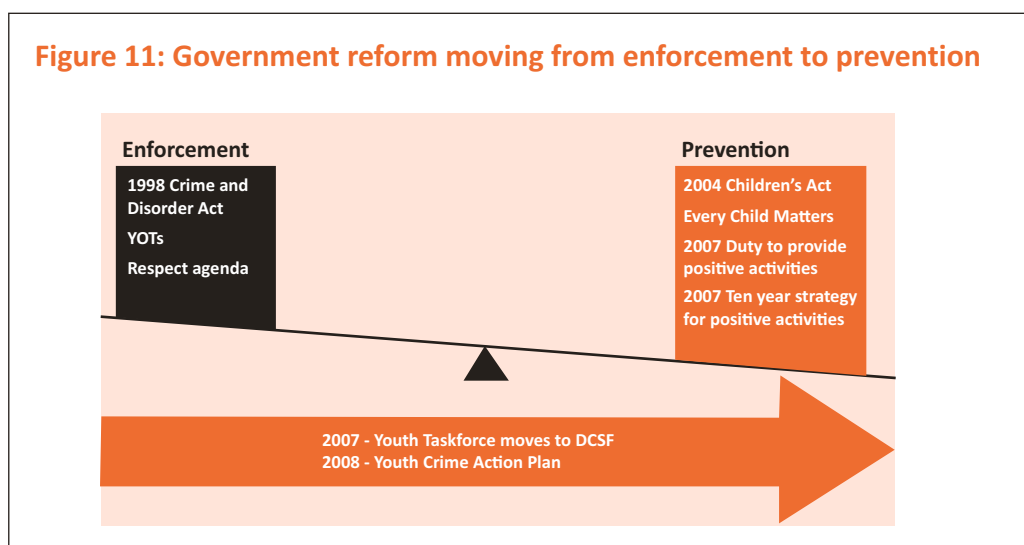 Figure 11: Government reform moving from enforcement to prevention
Enforcement
1998 Crime and
Disorder Act
YOTs
Respect agenda
Prevention
2004 Children’s Act
Every Child Matters
2007 Duty to provide
positive activities
2007 Ten year strategy
for positive activities
2007 - Youth Taskforce moves to DCSF
2008 - Youth Crime Action Plan